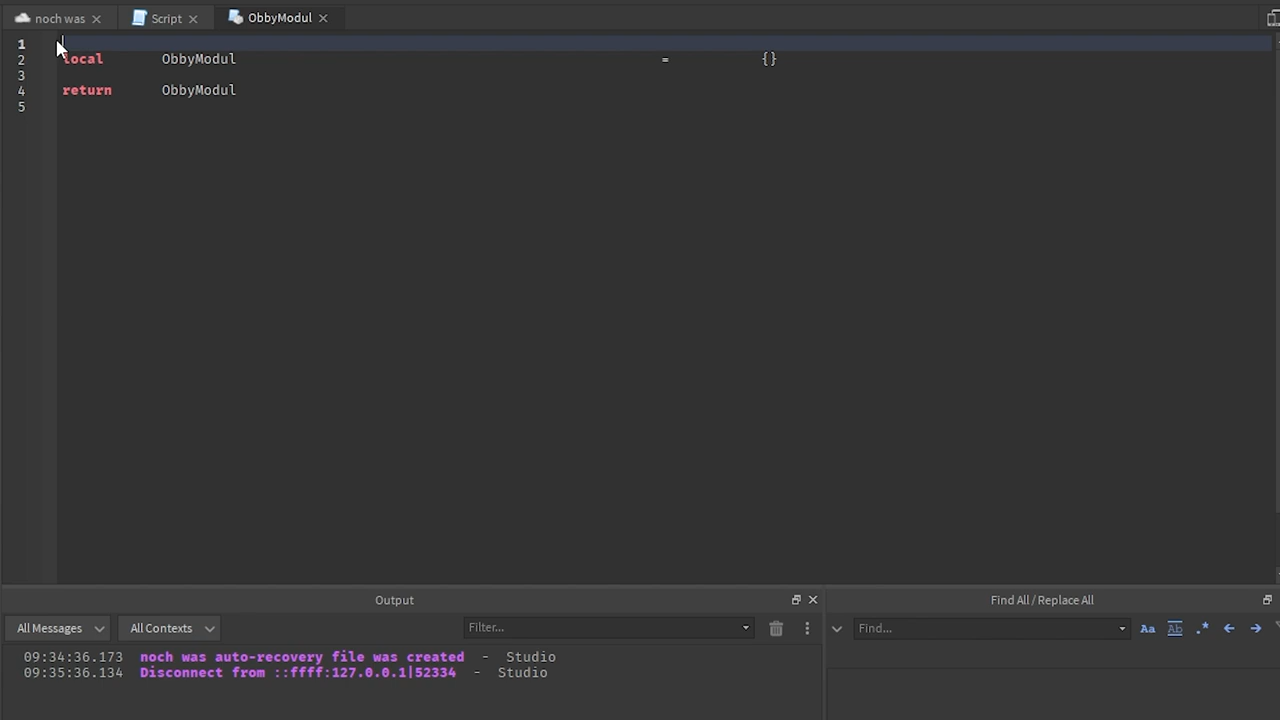 noch was Script ObbyModul
1
2 local ObbyModul = {}
3
4 return ObbyModul
5
Output Find All / Replace All
All Messages All Contexts Filter... Find... Aa Ab .*
09:34:36.173 noch was auto-recovery file was created - Studio
09:35:36.134 Disconnect from ::ffff:127.0.0.1|52334 - Studio